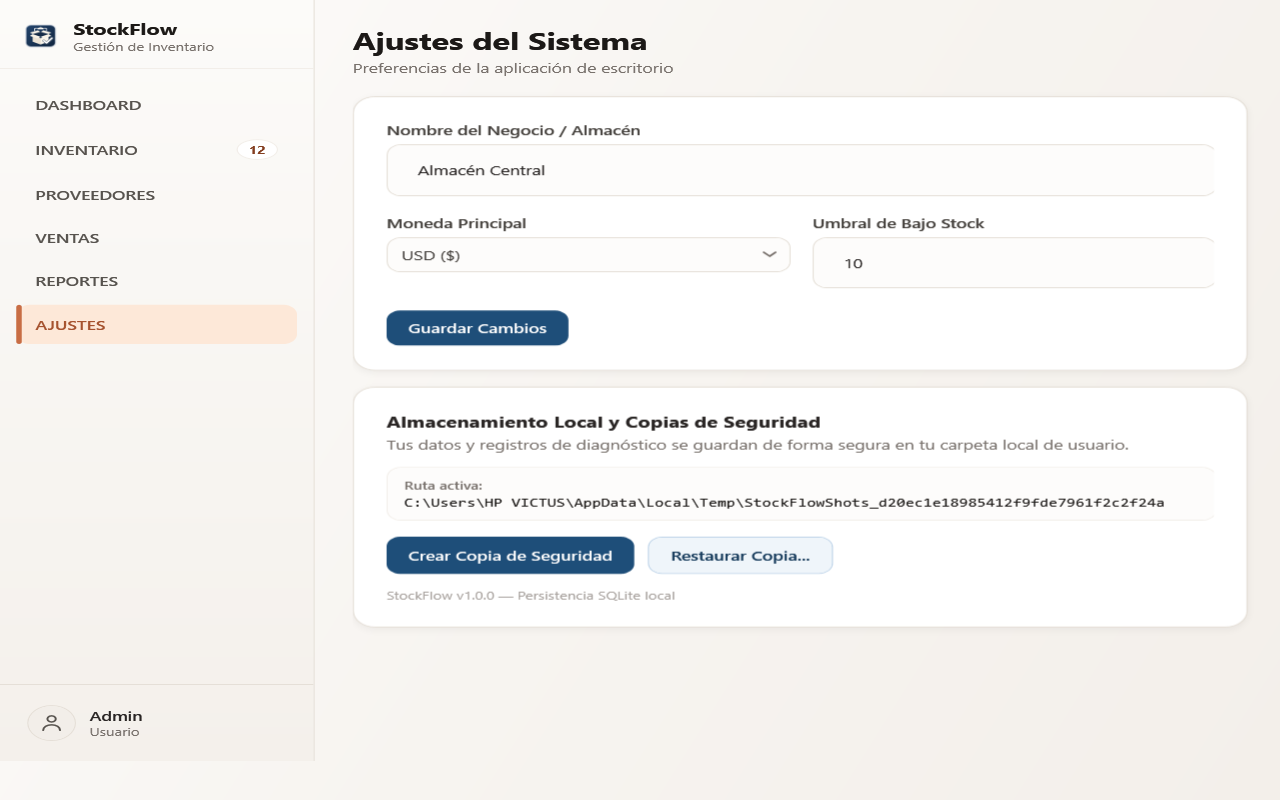 StockFlow
Gestión de Inventario
DASHBOARD
INVENTARIO 12
PROVEEDORES
VENTAS
REPORTES
AJUSTES
Admin
Usuario
Ajustes del Sistema
Preferencias de la aplicación de escritorio
Nombre del Negocio / Almacén
Almacén Central
Moneda Principal
USD ($)
Umbral de Bajo Stock
10
Guardar Cambios
Almacenamiento Local y Copias de Seguridad
Tus datos y registros de diagnóstico se guardan de forma segura en tu carpeta local de usuario.
Ruta activa:
C:\Users\HP VICTUS\AppData\Local\Temp\StockFlowShots_d20ec1e18985412f9fde7961f2c2f24a
Crear Copia de Seguridad
Restaurar Copia...
StockFlow v1.0.0 — Persistencia SQLite local